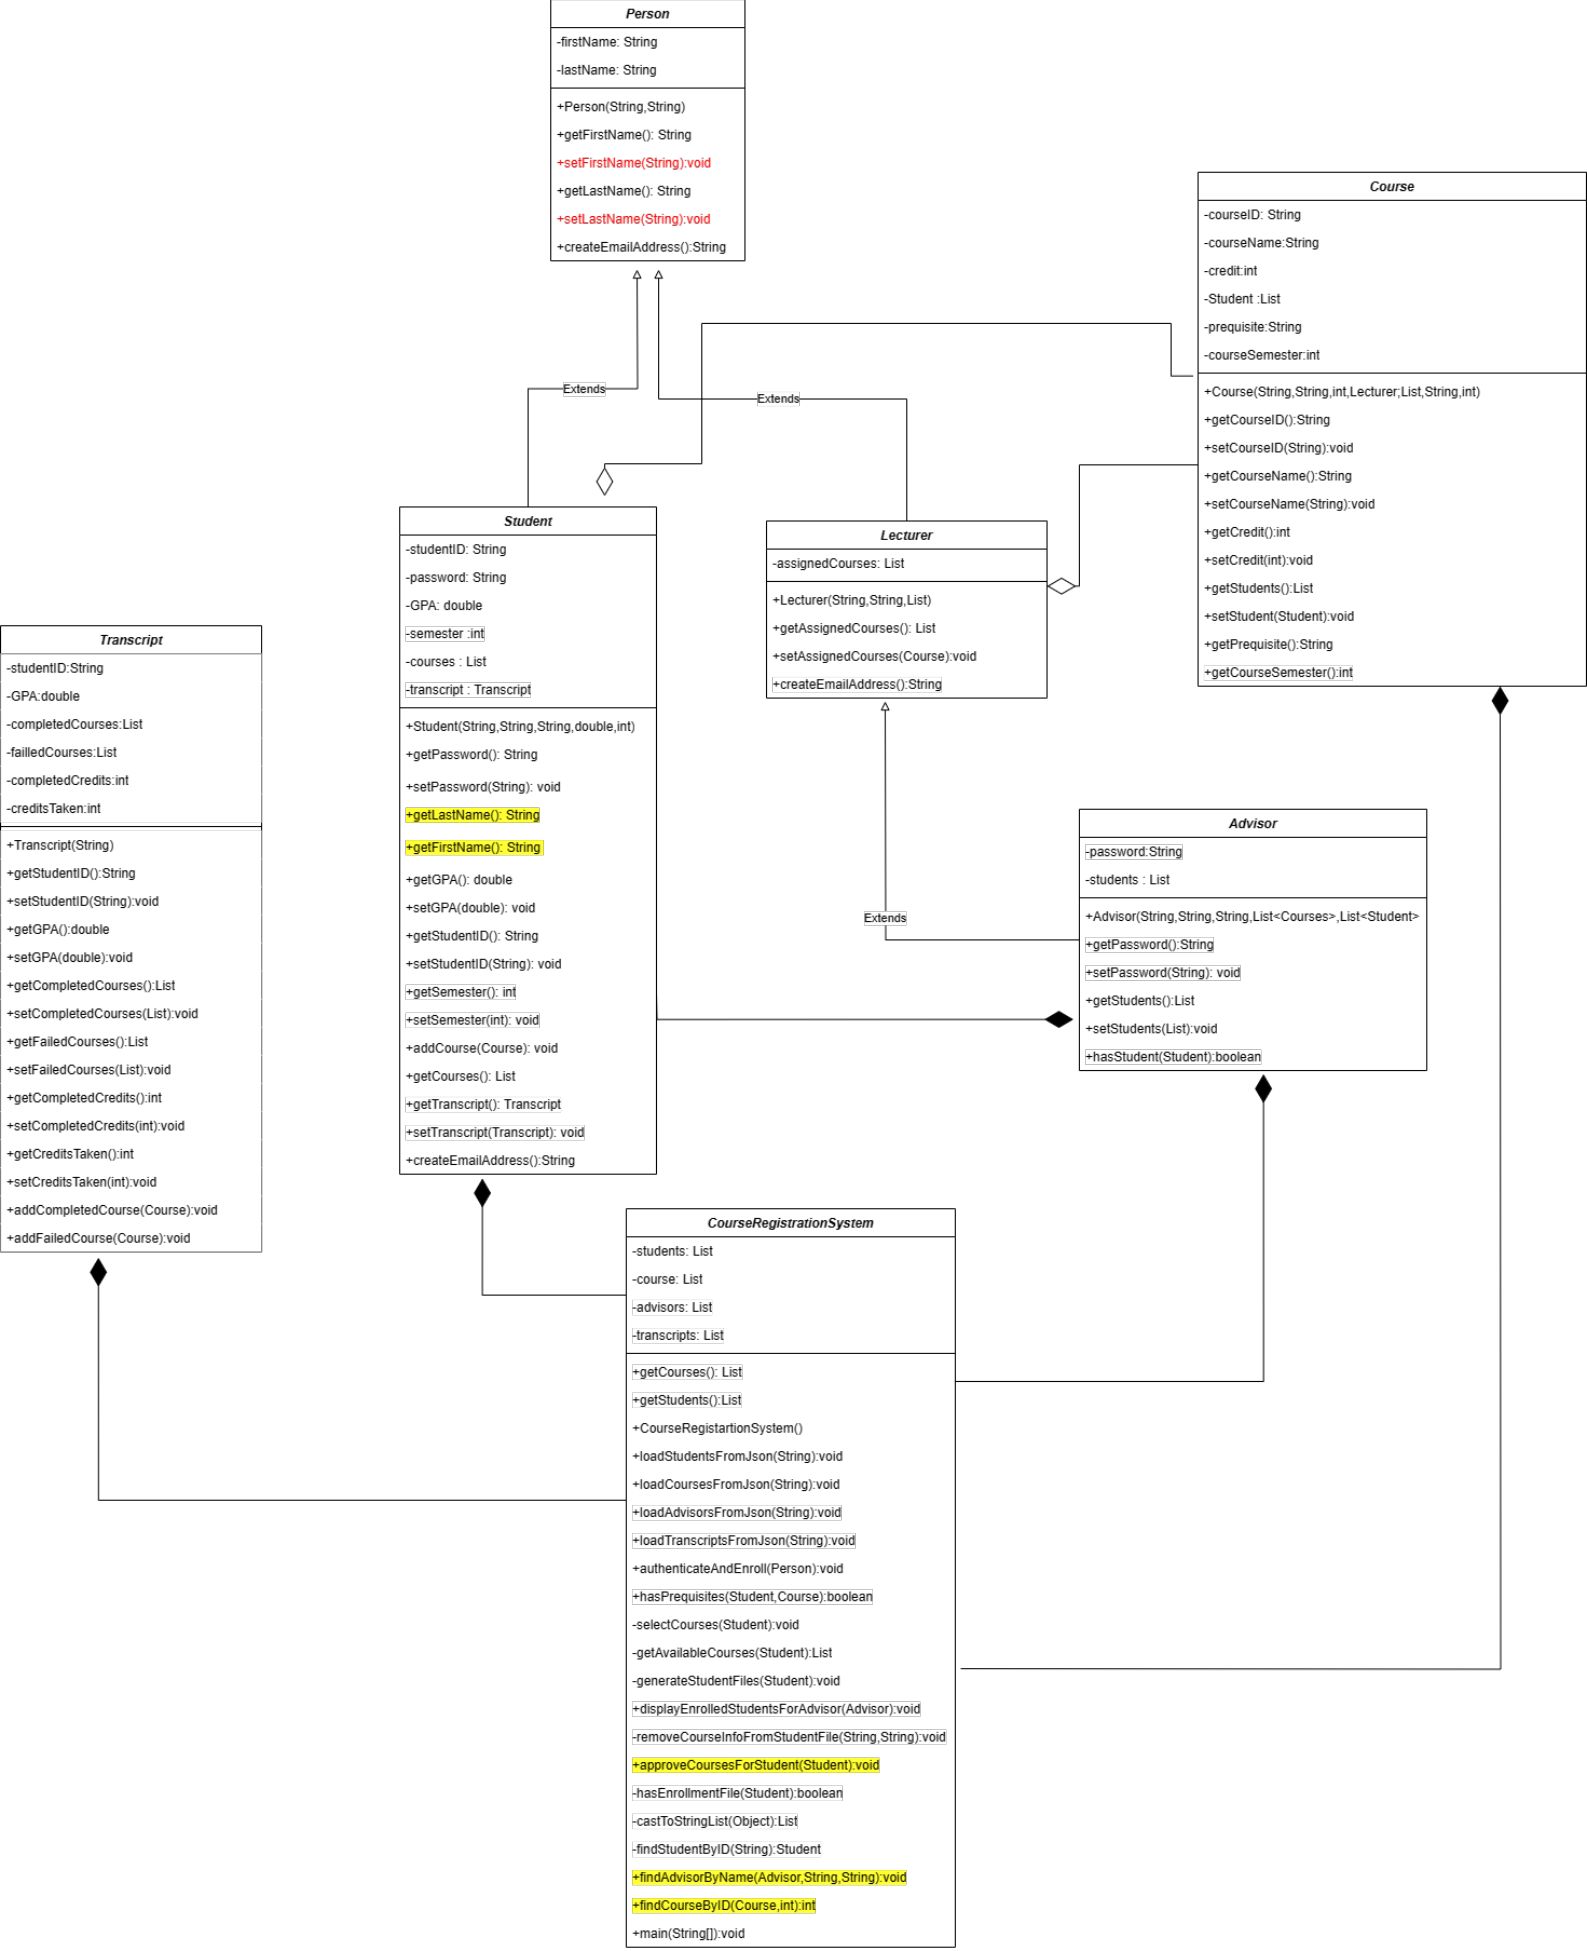 Person
-firstName: String
-lastName: String
+Person(String,String)
+getFirstName(): String
+setFirstName(String):void
+getLastName(): String
+setLastName(String):void
+createEmailAddress():String
Course
-courseID: String
-courseName:String
-credit:int
-Student :List
-prequisite:String
-courseSemester:int
+Course(String,String,int,Lecturer;List,String,int)
+getCourseID():String
+setCourseID(String):void
+getCourseName():String
+setCourseName(String):void
+getCredit():int
+setCredit(int):void
+getStudents():List
+setStudent(Student):void
+getPrequisite():String
+getCourseSemester():int
Extends
Extends
Student
-studentID: String
-password: String
-GPA: double
-semester :int
-courses : List
-transcript : Transcript
+Student(String,String,String,double,int)
+getPassword(): String
+setPassword(String): void
+getLastName(): String
+getFirstName(): String
+getGPA(): double
+setGPA(double): void
+getStudentID(): String
+setStudentID(String): void
+getSemester(): int
+setSemester(int): void
+addCourse(Course): void
+getCourses(): List
+getTranscript(): Transcript
+setTranscript(Transcript): void
+createEmailAddress():String
Lecturer
-assignedCourses: List
+Lecturer(String,String,List)
+getAssignedCourses(): List
+setAssignedCourses(Course):void
+createEmailAddress():String
Transcript
-studentID:String
-GPA:double
-completedCourses:List
-failledCourses:List
-completedCredits:int
-creditsTaken:int
+Transcript(String)
+getStudentID():String
+setStudentID(String):void
+getGPA():double
+setGPA(double):void
+getCompletedCourses():List
+setCompletedCourses(List):void
+getFailedCourses():List
+setFailedCourses(List):void
+getCompletedCredits():int
+setCompletedCredits(int):void
+getCreditsTaken():int
+setCreditsTaken(int):void
+addCompletedCourse(Course):void
+addFailedCourse(Course):void
Advisor
-password:String
-students : List
+Advisor(String,String,String,List<Courses>,List<Student>
+getPassword():String
+setPassword(String): void
+getStudents():List
+setStudents(List):void
+hasStudent(Student):boolean
Extends
CourseRegistrationSystem
-students: List
-course: List
-advisors: List
-transcripts: List
+getCourses(): List
+getStudents():List
+CourseRegistartionSystem()
+loadStudentsFromJson(String):void
+loadCoursesFromJson(String):void
+loadAdvisorsFromJson(String):void
+loadTranscriptsFromJson(String):void
+authenticateAndEnroll(Person):void
+hasPrequisites(Student,Course):boolean
-selectCourses(Student):void
-getAvailableCourses(Student):List
-generateStudentFiles(Student):void
+displayEnrolledStudentsForAdvisor(Advisor):void
-removeCourseInfoFromStudentFile(String,String):void
+approveCoursesForStudent(Student):void
-hasEnrollmentFile(Student):boolean
-castToStringList(Object):List
-findStudentByID(String):Student
+findAdvisorByName(Advisor,String,String):void
+findCourseByID(Course,int):int
+main(String[]):void